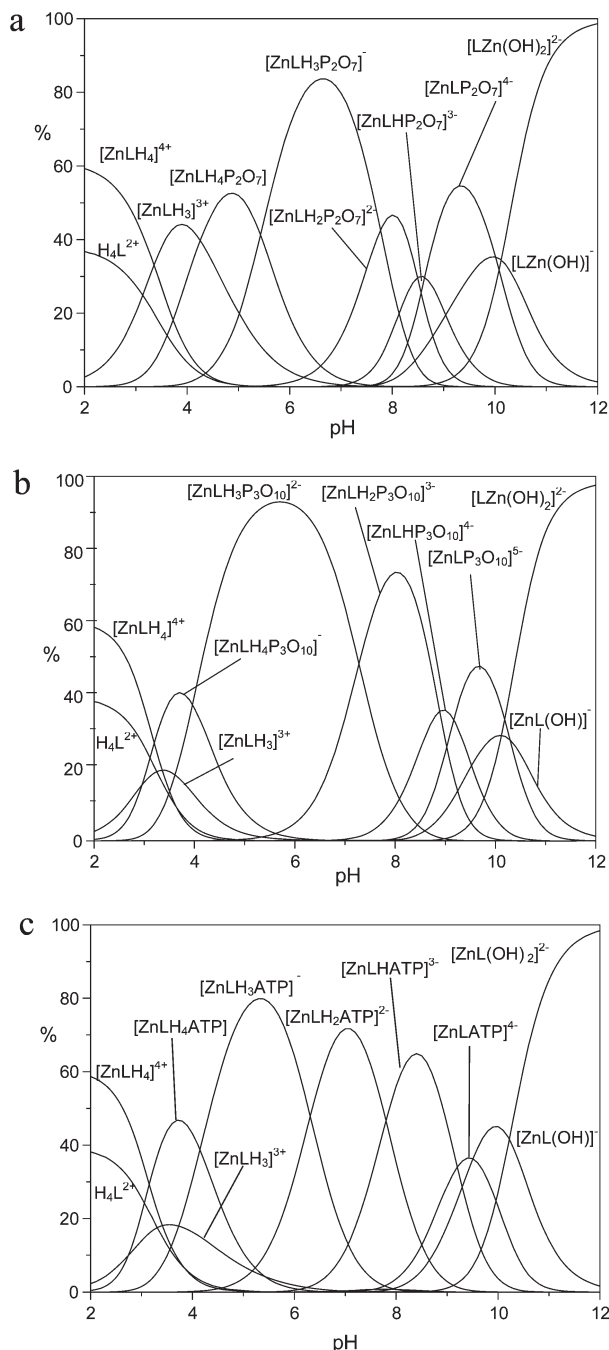 a
100
80
60
40
20
0
%
[ZnLH₄]⁴⁺
H₄L²⁺
[ZnLH₃]³⁺
[ZnLH₄P₂O₇]
[ZnLH₃P₂O₇]⁻
[ZnLH₂P₂O₇]²⁻
[ZnLHP₂O₇]³⁻
[ZnLP₂O₇]⁴⁻
[LZn(OH)₂]²⁻
[LZn(OH)]⁻
2 4 6 8 10 12
pH
b
100
80
60
40
20
0
%
[ZnLH₄]⁴⁺
H₄L²⁺
[ZnLH₃P₃O₁₀]²⁻
[ZnLH₄P₃O₁₀]⁻
[ZnLH₃]³⁺
[ZnLH₂P₃O₁₀]³⁻
[ZnLHP₃O₁₀]⁴⁻
[ZnLP₃O₁₀]⁵⁻
[LZn(OH)₂]²⁻
[ZnL(OH)]⁻
2 4 6 8 10 12
pH
c
100
80
60
40
20
0
%
[ZnLH₄]⁴⁺
H₄L²⁺
[ZnLH₄ATP]
[ZnLH₃ATP]⁻
[ZnLH₃]³⁺
[ZnLH₂ATP]²⁻
[ZnLHATP]³⁻
[ZnLATP]⁴⁻
[ZnL(OH)₂]²⁻
[ZnL(OH)]⁻
2 4 6 8 10 12
pH